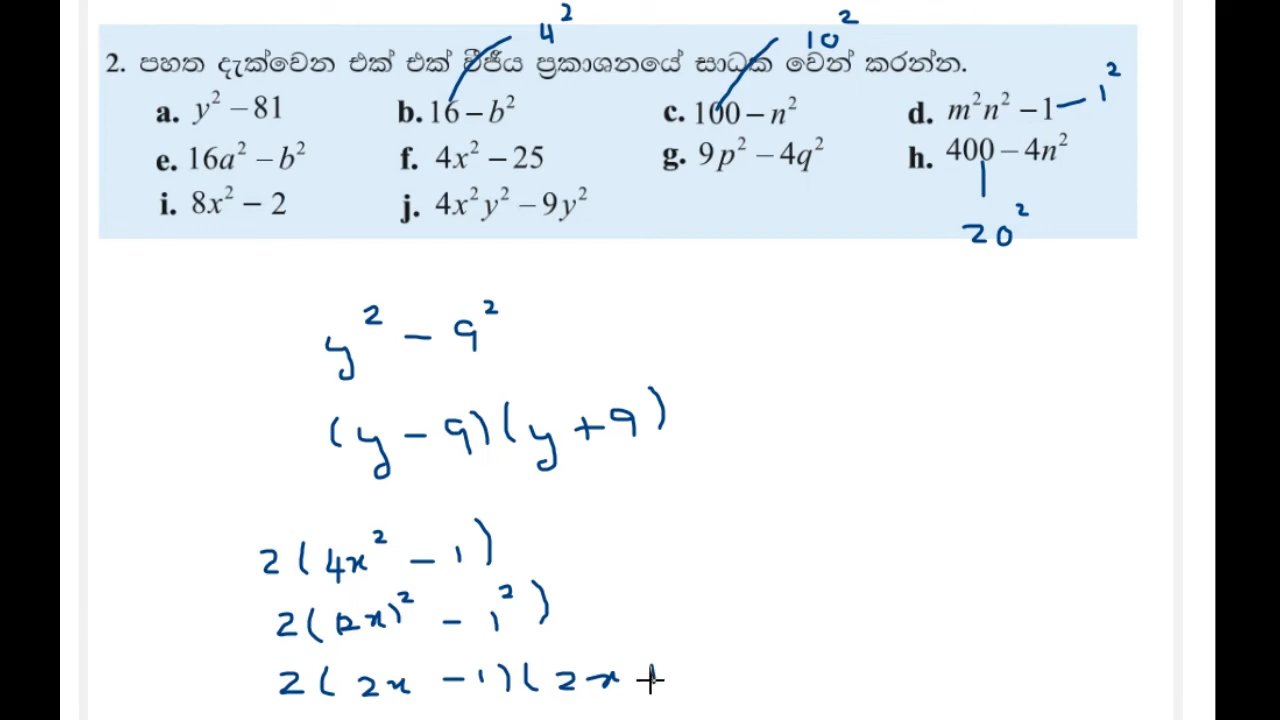 4²
10²
2. පහත දැක්වෙන එක් එක් වීජීය ප්‍රකාශනයේ සාධක වෙන් කරන්න.
1²
a. y² – 81 b. 16 – b² c. 100 – n² d. m²n² – 1
e. 16a² – b² f. 4x² – 25 g. 9p² – 4q² h. 400 – 4n²
i. 8x² – 2 j. 4x²y² – 9y²
20²
y² – 9²
(y – 9)(y + 9)
2(4x² – 1)
2((2x)² – 1²)
2(2x – 1)(2x +